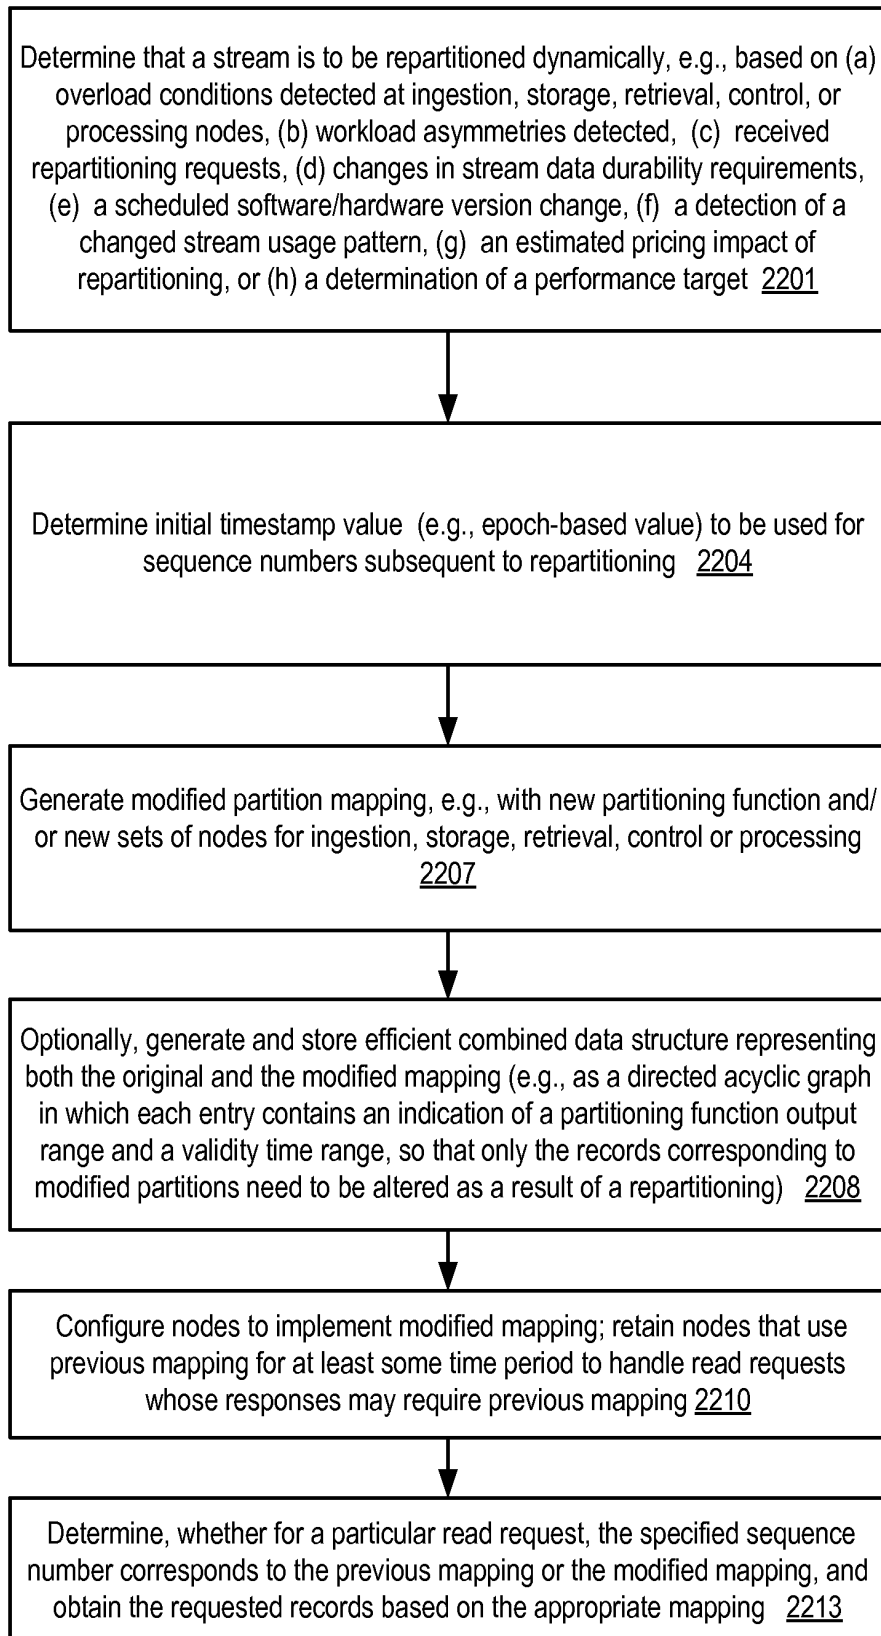 Determine that a stream is to be repartitioned dynamically, e.g., based on (a)
overload conditions detected at ingestion, storage, retrieval, control, or
processing nodes, (b) workload asymmetries detected, (c) received
repartitioning requests, (d) changes in stream data durability requirements,
(e) a scheduled software/hardware version change, (f) a detection of a
changed stream usage pattern, (g) an estimated pricing impact of
repartitioning, or (h) a determination of a performance target 2201
Determine initial timestamp value (e.g., epoch-based value) to be used for
sequence numbers subsequent to repartitioning 2204
Generate modified partition mapping, e.g., with new partitioning function and/
or new sets of nodes for ingestion, storage, retrieval, control or processing
2207
Optionally, generate and store efficient combined data structure representing
both the original and the modified mapping (e.g., as a directed acyclic graph
in which each entry contains an indication of a partitioning function output
range and a validity time range, so that only the records corresponding to
modified partitions need to be altered as a result of a repartitioning) 2208
Configure nodes to implement modified mapping; retain nodes that use
previous mapping for at least some time period to handle read requests
whose responses may require previous mapping 2210
Determine, whether for a particular read request, the specified sequence
number corresponds to the previous mapping or the modified mapping, and
obtain the requested records based on the appropriate mapping 2213